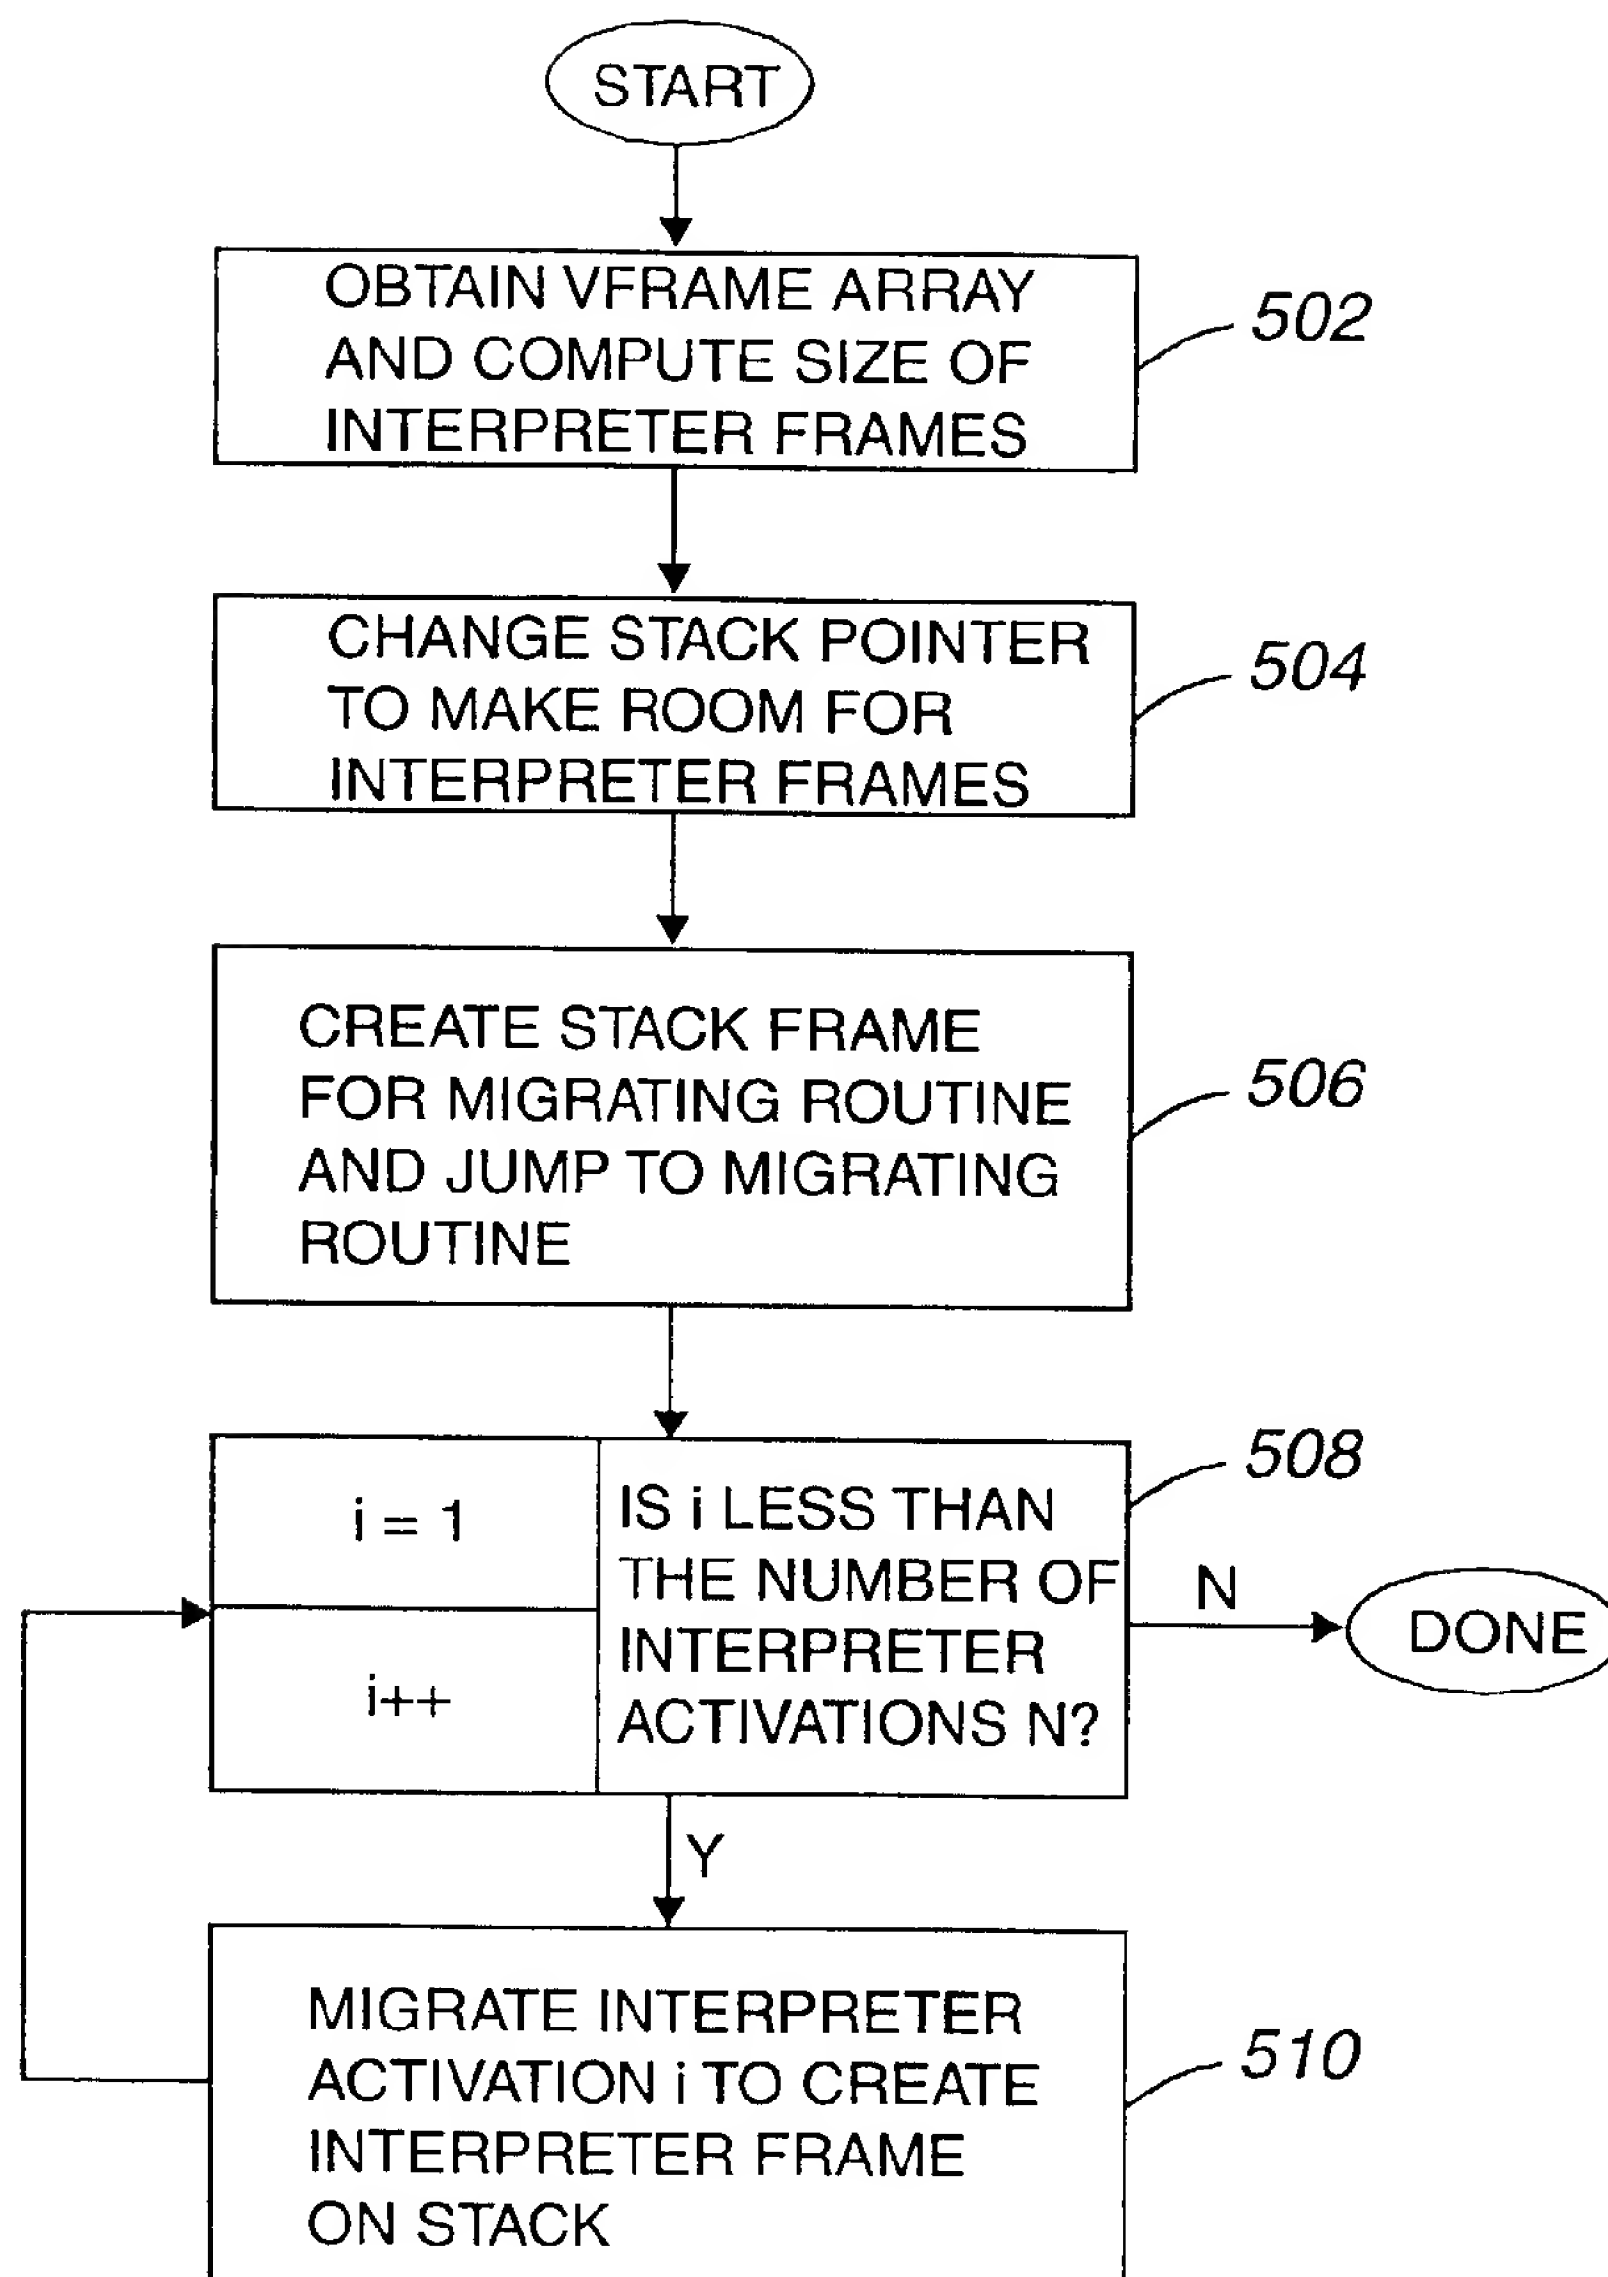 START
OBTAIN VFRAME ARRAY
AND COMPUTE SIZE OF
INTERPRETER FRAMES
502
CHANGE STACK POINTER
TO MAKE ROOM FOR
INTERPRETER FRAMES
504
CREATE STACK FRAME
FOR MIGRATING ROUTINE
AND JUMP TO MIGRATING
ROUTINE
506
i = 1
i++
IS i LESS THAN
THE NUMBER OF
INTERPRETER
ACTIVATIONS N?
508
N
DONE
Y
MIGRATE INTERPRETER
ACTIVATION i TO CREATE
INTERPRETER FRAME
ON STACK
510